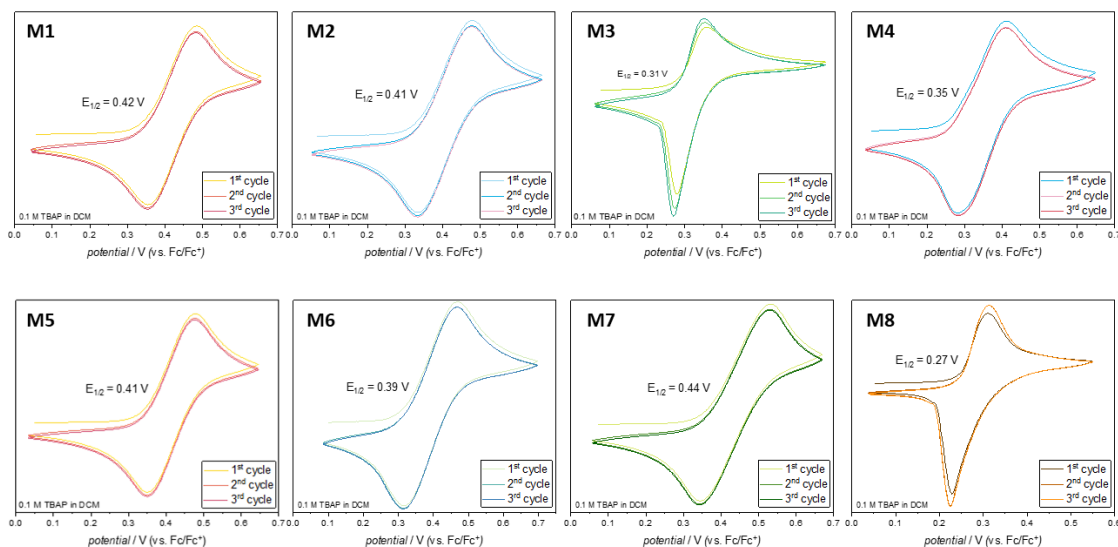 M1
E1/2 = 0.42 V
1st cycle
2nd cycle
3rd cycle
0.1 M TBAP in DCM
0.0 0.1 0.2 0.3 0.4 0.5 0.6 0.7
potential / V (vs. Fc/Fc+)
M2
E1/2 = 0.41 V
1st cycle
2nd cycle
3rd cycle
0.1 M TBAP in DCM
0.0 0.1 0.2 0.3 0.4 0.5 0.6 0.7
potential / V (vs. Fc/Fc+)
M3
E1/2 = 0.31 V
1st cycle
2nd cycle
3rd cycle
0.1 M TBAP in DCM
0.0 0.1 0.2 0.3 0.4 0.5 0.6 0.7
potential / V (vs. Fc/Fc+)
M4
E1/2 = 0.35 V
1st cycle
2nd cycle
3rd cycle
0.1 M TBAP in DCM
0.0 0.1 0.2 0.3 0.4 0.5 0.6 0.7
potential / V (vs. Fc/Fc+)
M5
E1/2 = 0.41 V
1st cycle
2nd cycle
3rd cycle
0.1 M TBAP in DCM
0.0 0.1 0.2 0.3 0.4 0.5 0.6 0.7
potential / V (vs. Fc/Fc+)
M6
E1/2 = 0.39 V
1st cycle
2nd cycle
3rd cycle
0.1 M TBAP in DCM
0.0 0.1 0.2 0.3 0.4 0.5 0.6 0.7
potential / V (vs. Fc/Fc+)
M7
E1/2 = 0.44 V
1st cycle
2nd cycle
3rd cycle
0.1 M TBAP in DCM
0.0 0.1 0.2 0.3 0.4 0.5 0.6 0.7
potential / V (vs. Fc/Fc+)
M8
E1/2 = 0.27 V
1st cycle
2nd cycle
3rd cycle
0.1 M TBAP in DCM
0.0 0.1 0.2 0.3 0.4 0.5 0.6
potential / V (vs. Fc/Fc+)